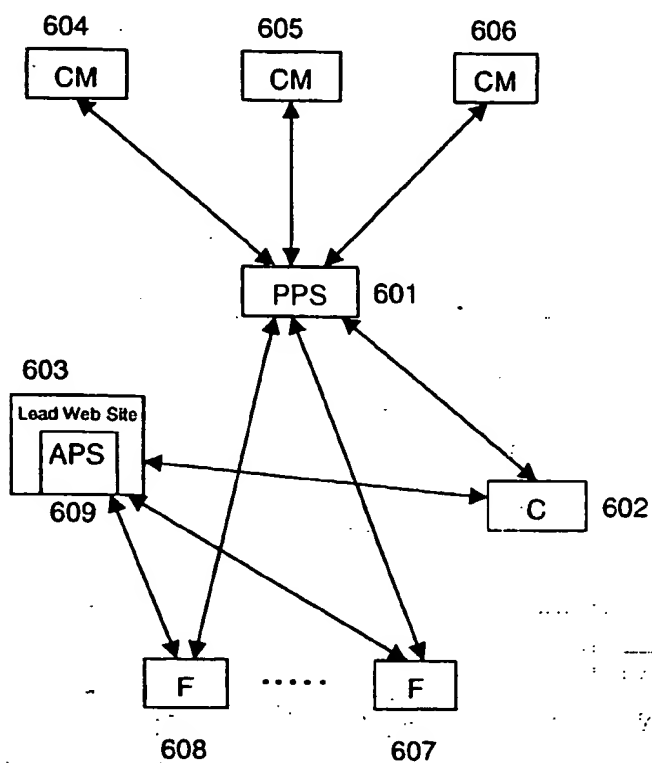 604 605 606
CM CM CM
PPS 601
603
Lead Web Site
APS
609
C 602
F ..... F
608 607